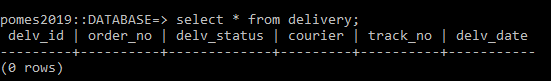 pomes2019::DATABASE=> select * from delivery;
 delv_id | order_no | delv_status | courier | track_no | delv_date
---------+----------+-------------+---------+----------+-----------
(0 rows)